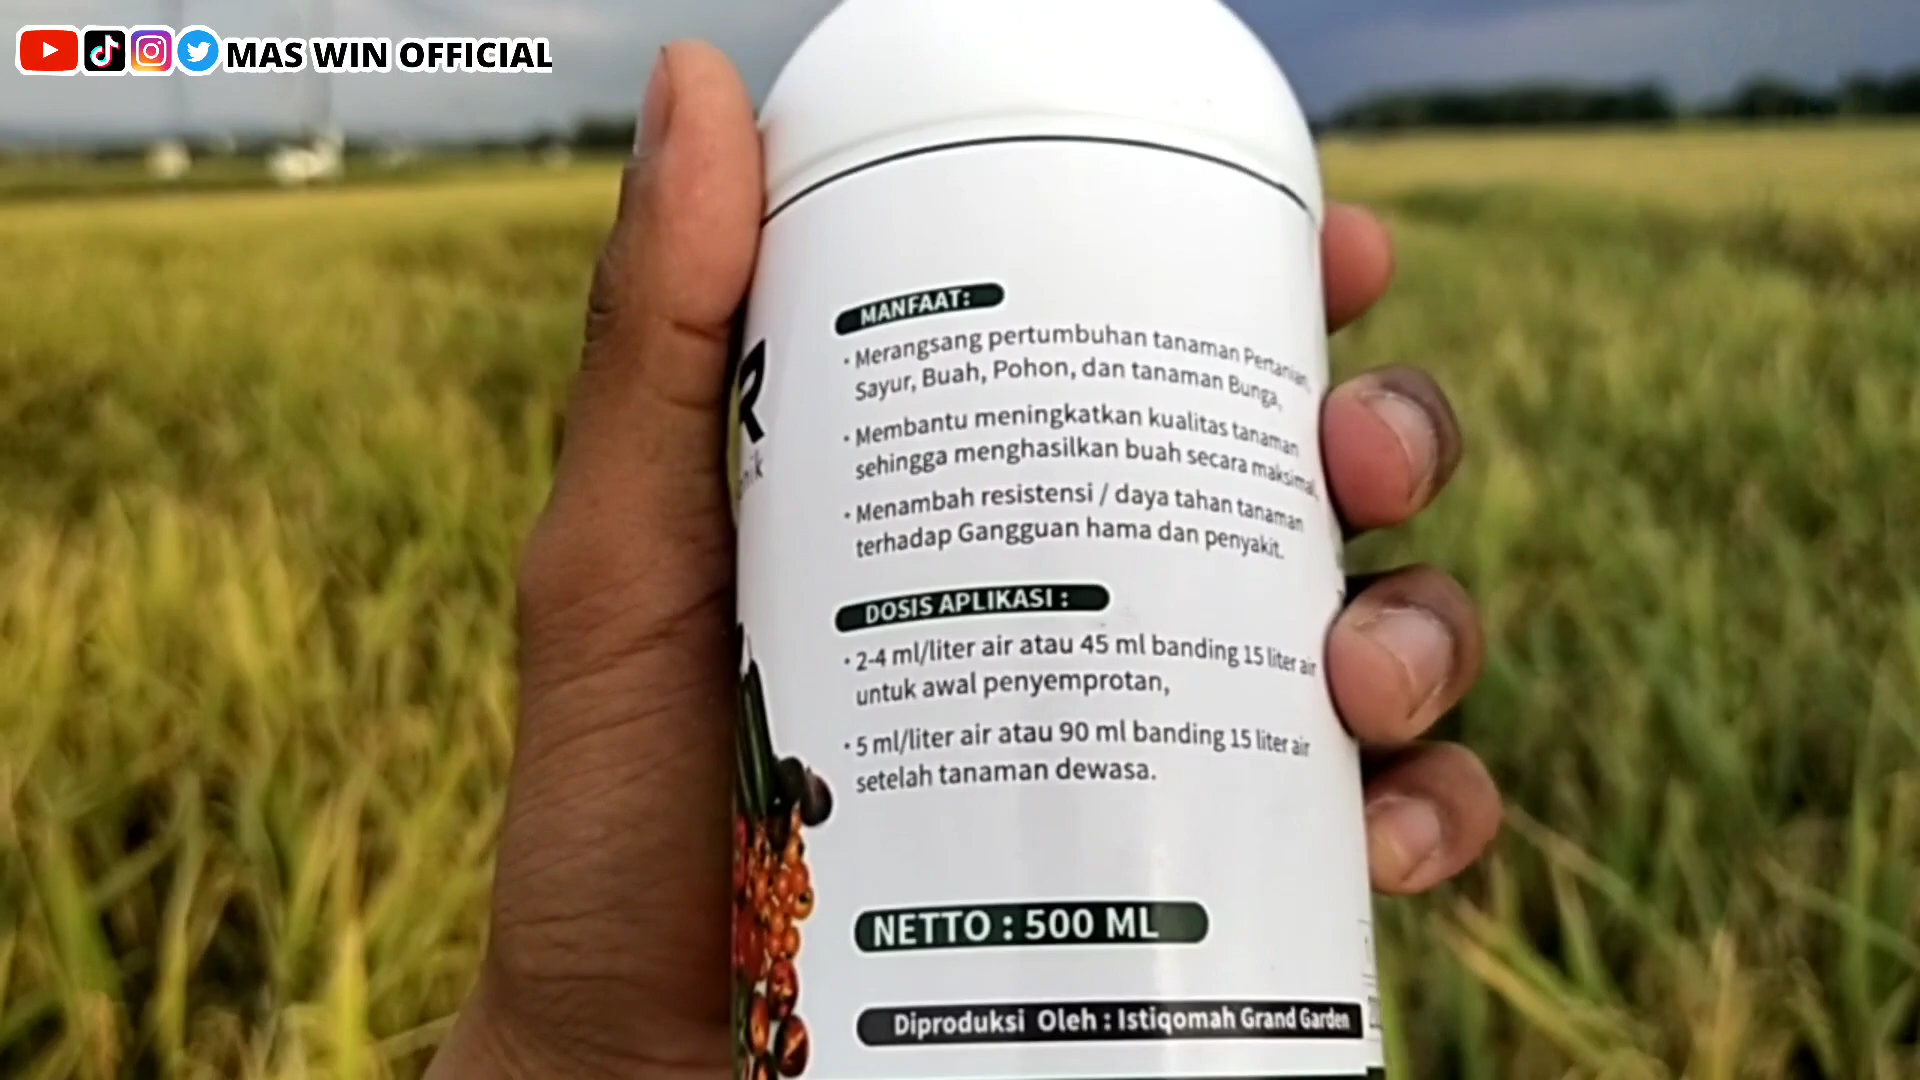 MAS WIN OFFICIAL
MANFAAT:
• Merangsang pertumbuhan tanaman Pertanian,
Sayur, Buah, Pohon, dan tanaman Bunga,
• Membantu meningkatkan kualitas tanaman
sehingga menghasilkan buah secara maksimal,
• Menambah resistensi / daya tahan tanaman
terhadap Gangguan hama dan penyakit.
DOSIS APLIKASI :
• 2-4 ml/liter air atau 45 ml banding 15 liter air
untuk awal penyemprotan,
• 5 ml/liter air atau 90 ml banding 15 liter air
setelah tanaman dewasa.
NETTO : 500 ML
Diproduksi Oleh : Istiqomah Grand Garden